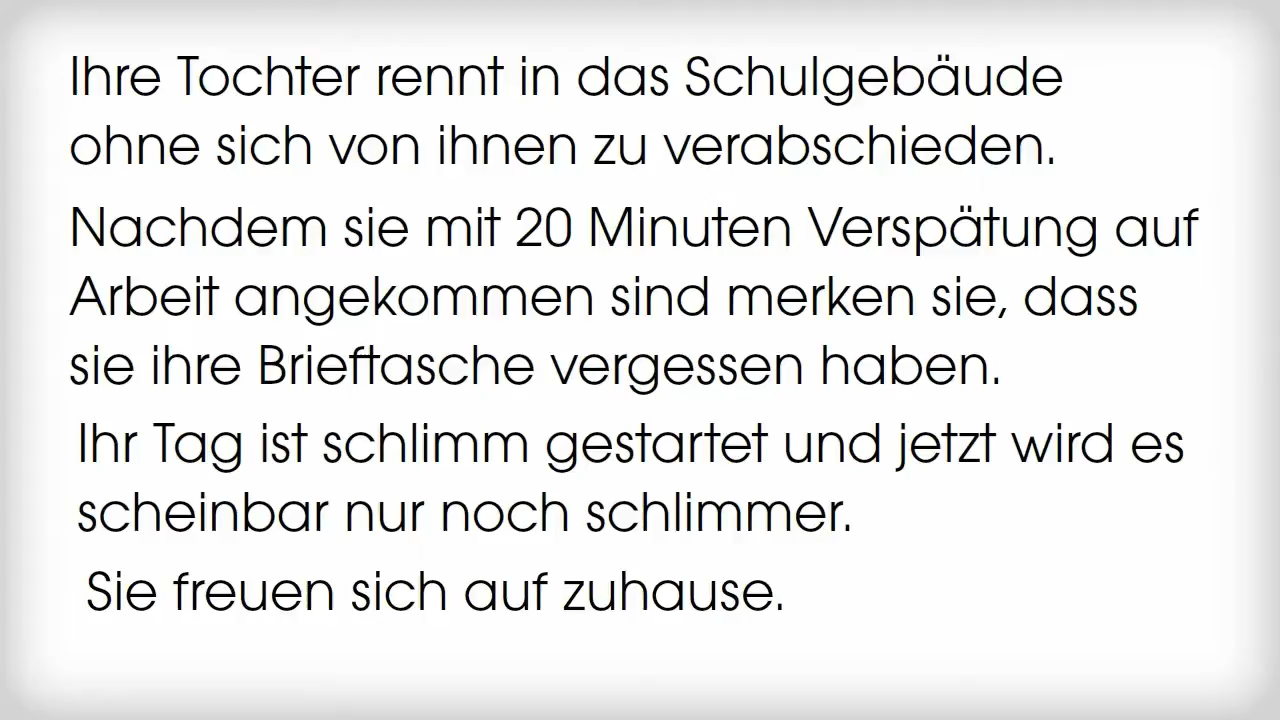 Ihre Tochter rennt in das Schulgebäude
ohne sich von ihnen zu verabschieden.
Nachdem sie mit 20 Minuten Verspätung auf
Arbeit angekommen sind merken sie, dass
sie ihre Brieftasche vergessen haben.
Ihr Tag ist schlimm gestartet und jetzt wird es
scheinbar nur noch schlimmer.
Sie freuen sich auf zuhause.